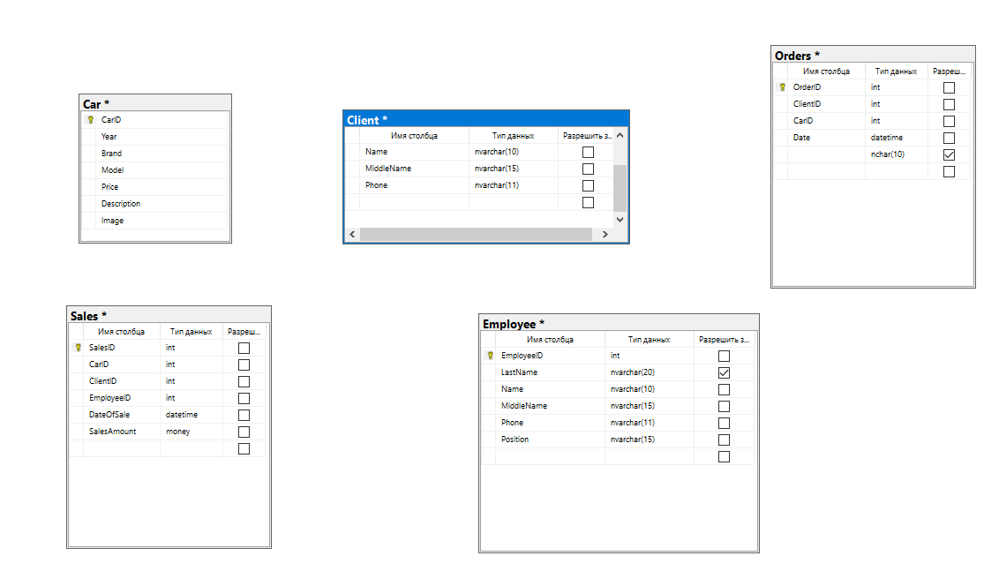 Car *
CarID
Year
Brand
Model
Price
Description
Image
Client *
Имя столбца Тип данных Разрешить з...
Name nvarchar(10)
MiddleName nvarchar(15)
Phone nvarchar(11)
Orders *
Имя столбца Тип данных Разреш...
OrderID int
ClientID int
CarID int
Date datetime
nchar(10)
Sales *
Имя столбца Тип данных Разреш...
SalesID int
CarID int
ClientID int
EmployeeID int
DateOfSale datetime
SalesAmount money
Employee *
Имя столбца Тип данных Разрешить з...
EmployeeID int
LastName nvarchar(20)
Name nvarchar(10)
MiddleName nvarchar(15)
Phone nvarchar(11)
Position nvarchar(15)